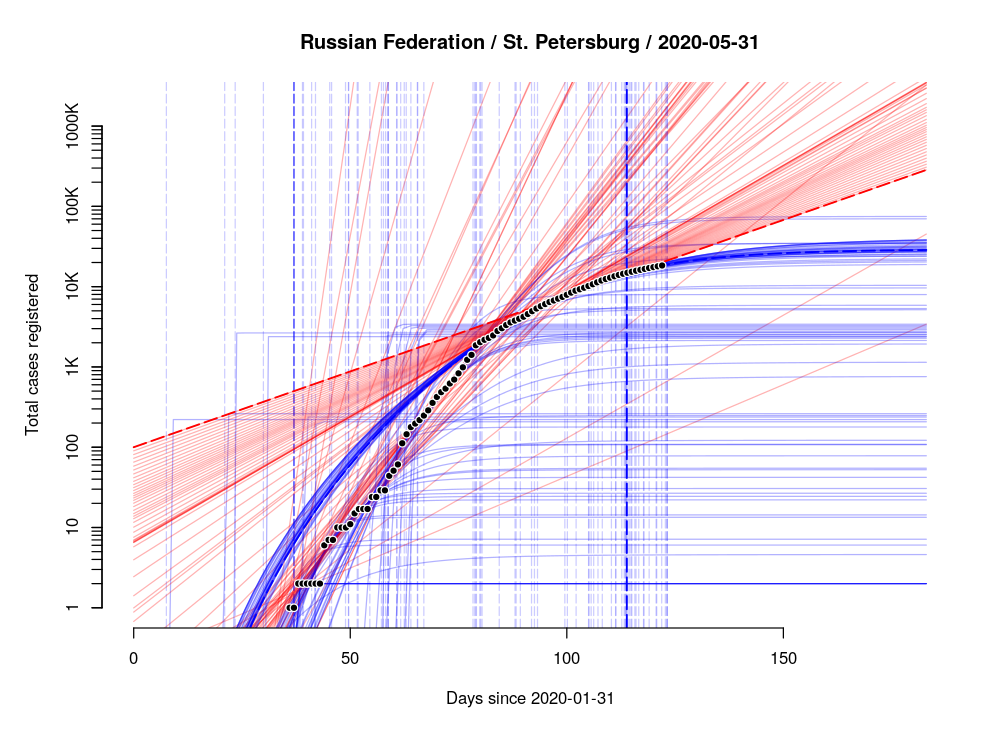 Russian Federation / St. Petersburg / 2020-05-31
Total cases registered
1000K
100K
10K
1K
100
10
1
0 50 100 150
Days since 2020-01-31